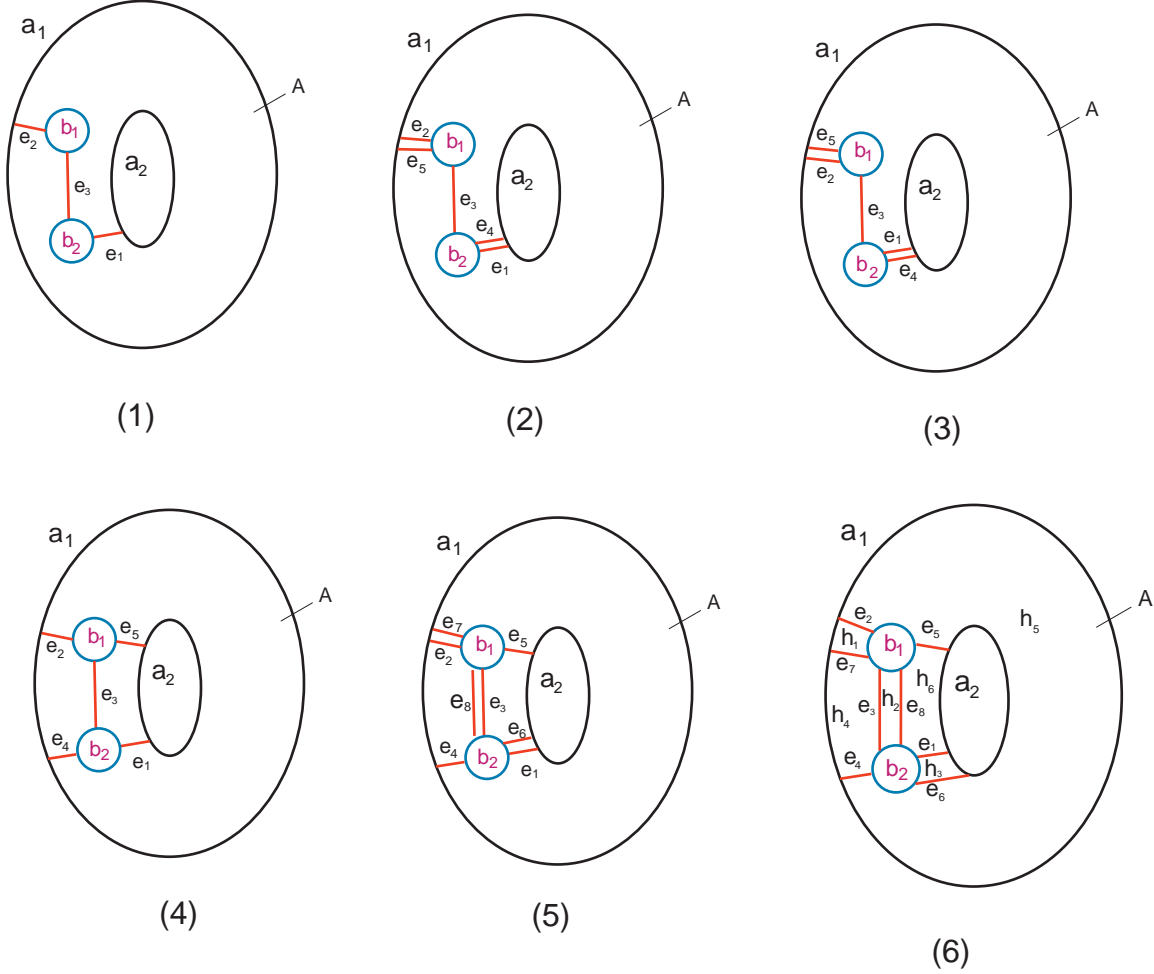 a₁
A
e₂
b₁
a₂
e₃
b₂
e₁
(1)
a₁
A
e₂
e₅
b₁
a₂
e₃
e₄
b₂
e₁
(2)
a₁
A
e₅
e₂
b₁
a₂
e₃
e₁
b₂
e₄
(3)
a₁
A
e₂
b₁
e₅
a₂
e₃
e₄
b₂
e₁
(4)
a₁
A
e₇
e₂
b₁
e₅
a₂
e₈
e₃
e₆
e₄
b₂
e₁
(5)
a₁
A
h₅
e₂
h₁
e₇
b₁
e₅
h₆
a₂
h₄
e₃
h₂
e₈
e₁
e₄
b₂
h₃
e₆
(6)